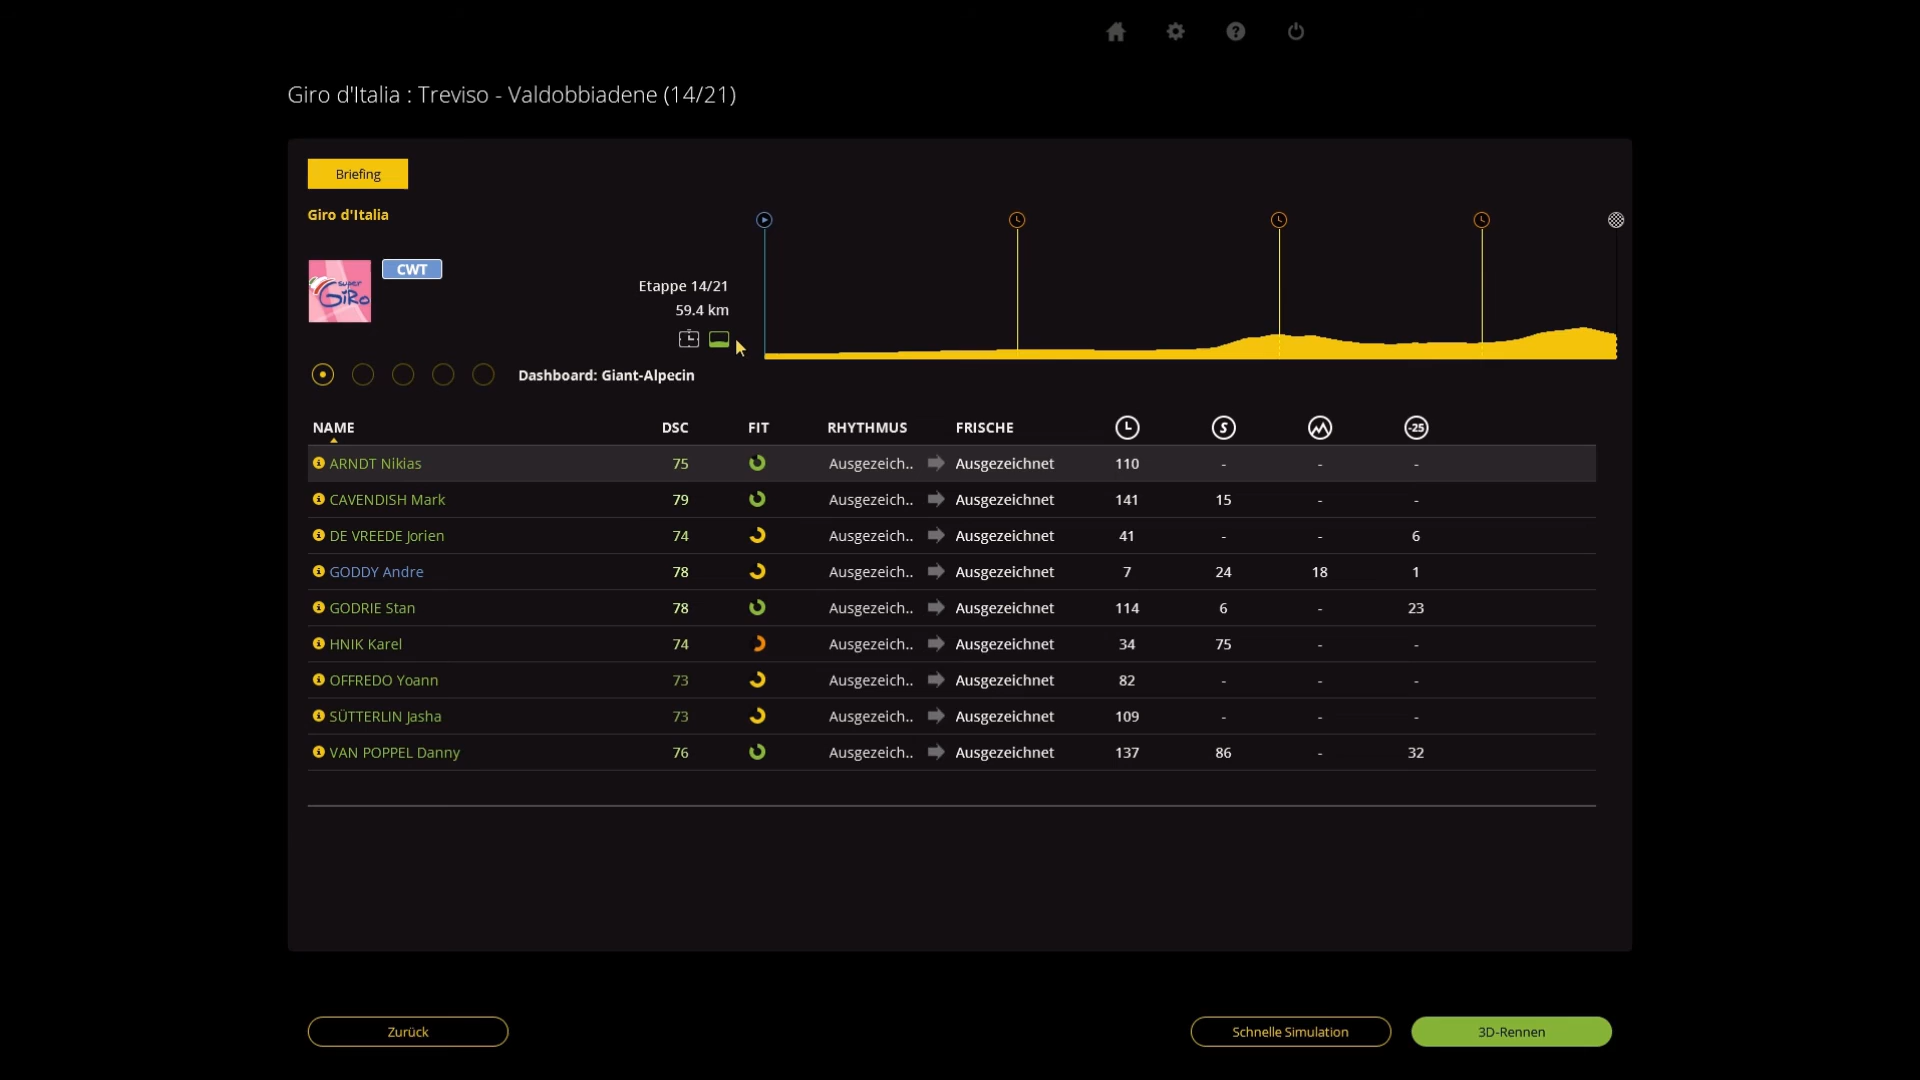 Giro d'Italia : Treviso - Valdobbiadene (14/21)
Briefing
Giro d'Italia
CWT
super
GiRo
Etappe 14/21
59.4 km
Dashboard: Giant-Alpecin
NAME DSC FIT RHYTHMUS FRISCHE S -25
ARNDT Nikias 75 Ausgezeich.. Ausgezeichnet 110 - - -
CAVENDISH Mark 79 Ausgezeich.. Ausgezeichnet 141 15 - -
DE VREEDE Jorien 74 Ausgezeich.. Ausgezeichnet 41 - - 6
GODDY Andre 78 Ausgezeich.. Ausgezeichnet 7 24 18 1
GODRIE Stan 78 Ausgezeich.. Ausgezeichnet 114 6 - 23
HNIK Karel 74 Ausgezeich.. Ausgezeichnet 34 75 - -
OFFREDO Yoann 73 Ausgezeich.. Ausgezeichnet 82 - - -
SÜTTERLIN Jasha 73 Ausgezeich.. Ausgezeichnet 109 - - -
VAN POPPEL Danny 76 Ausgezeich.. Ausgezeichnet 137 86 - 32
Zurück
Schnelle Simulation
3D-Rennen